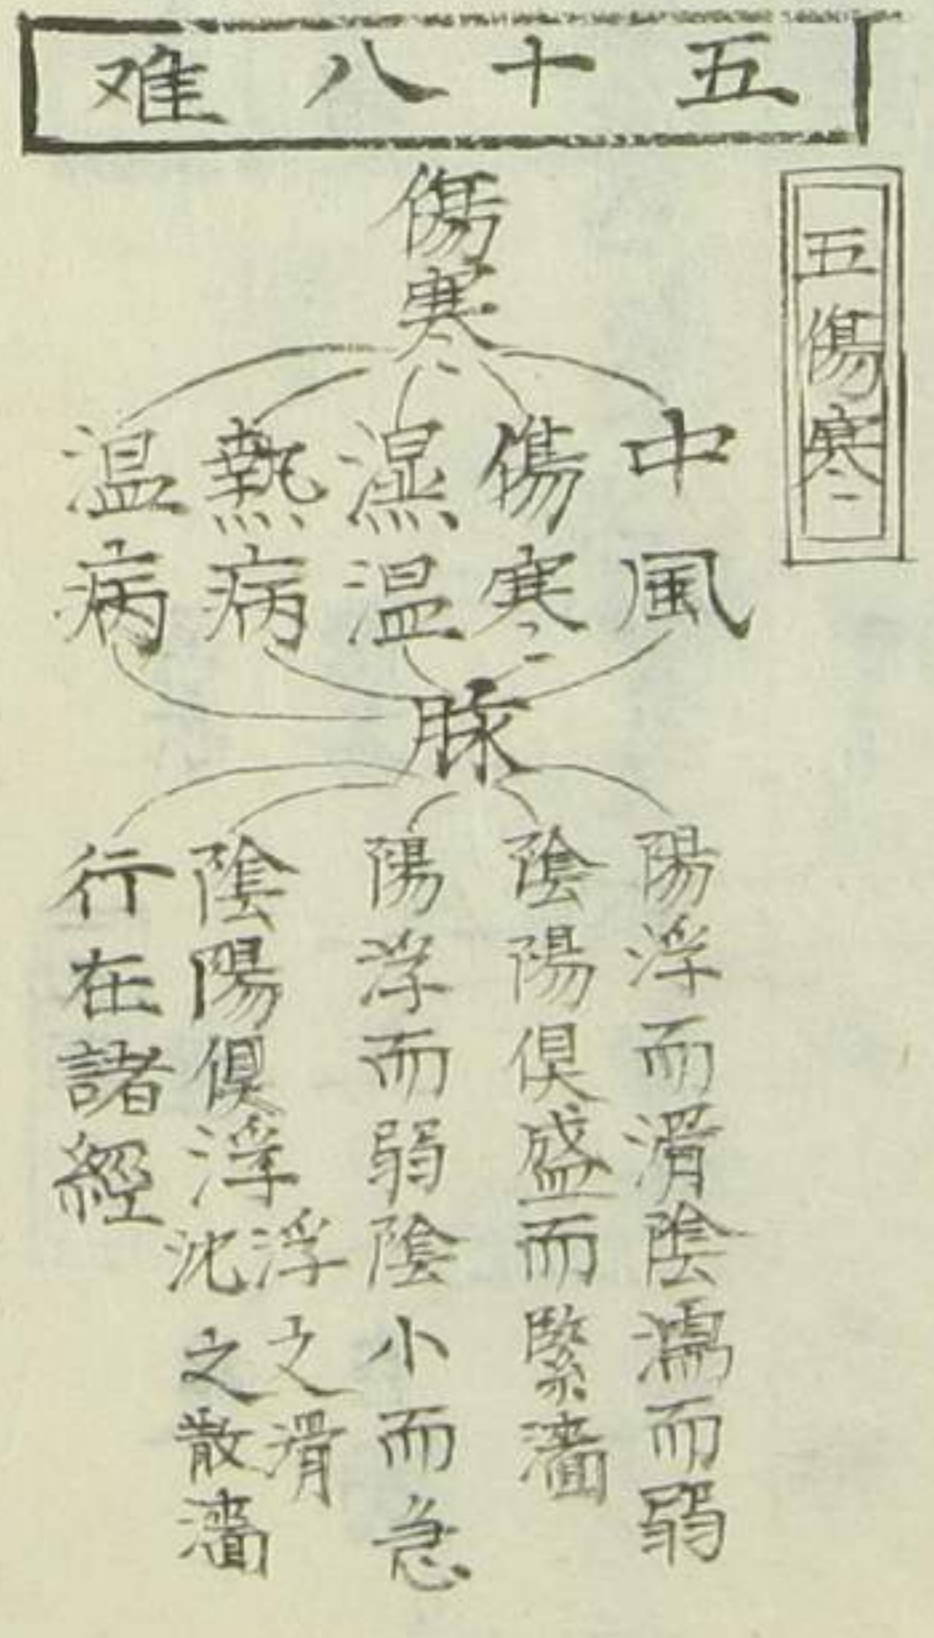 五十八难
五傷寒
傷寒
中風
傷寒
濕温
熱病
温病
脉
陽浮而滑陰濡而弱
陰陽俱盛而緊濇
陽浮而弱陰小而急
陰陽俱浮
浮之滑
沈之散濇
行在諸經